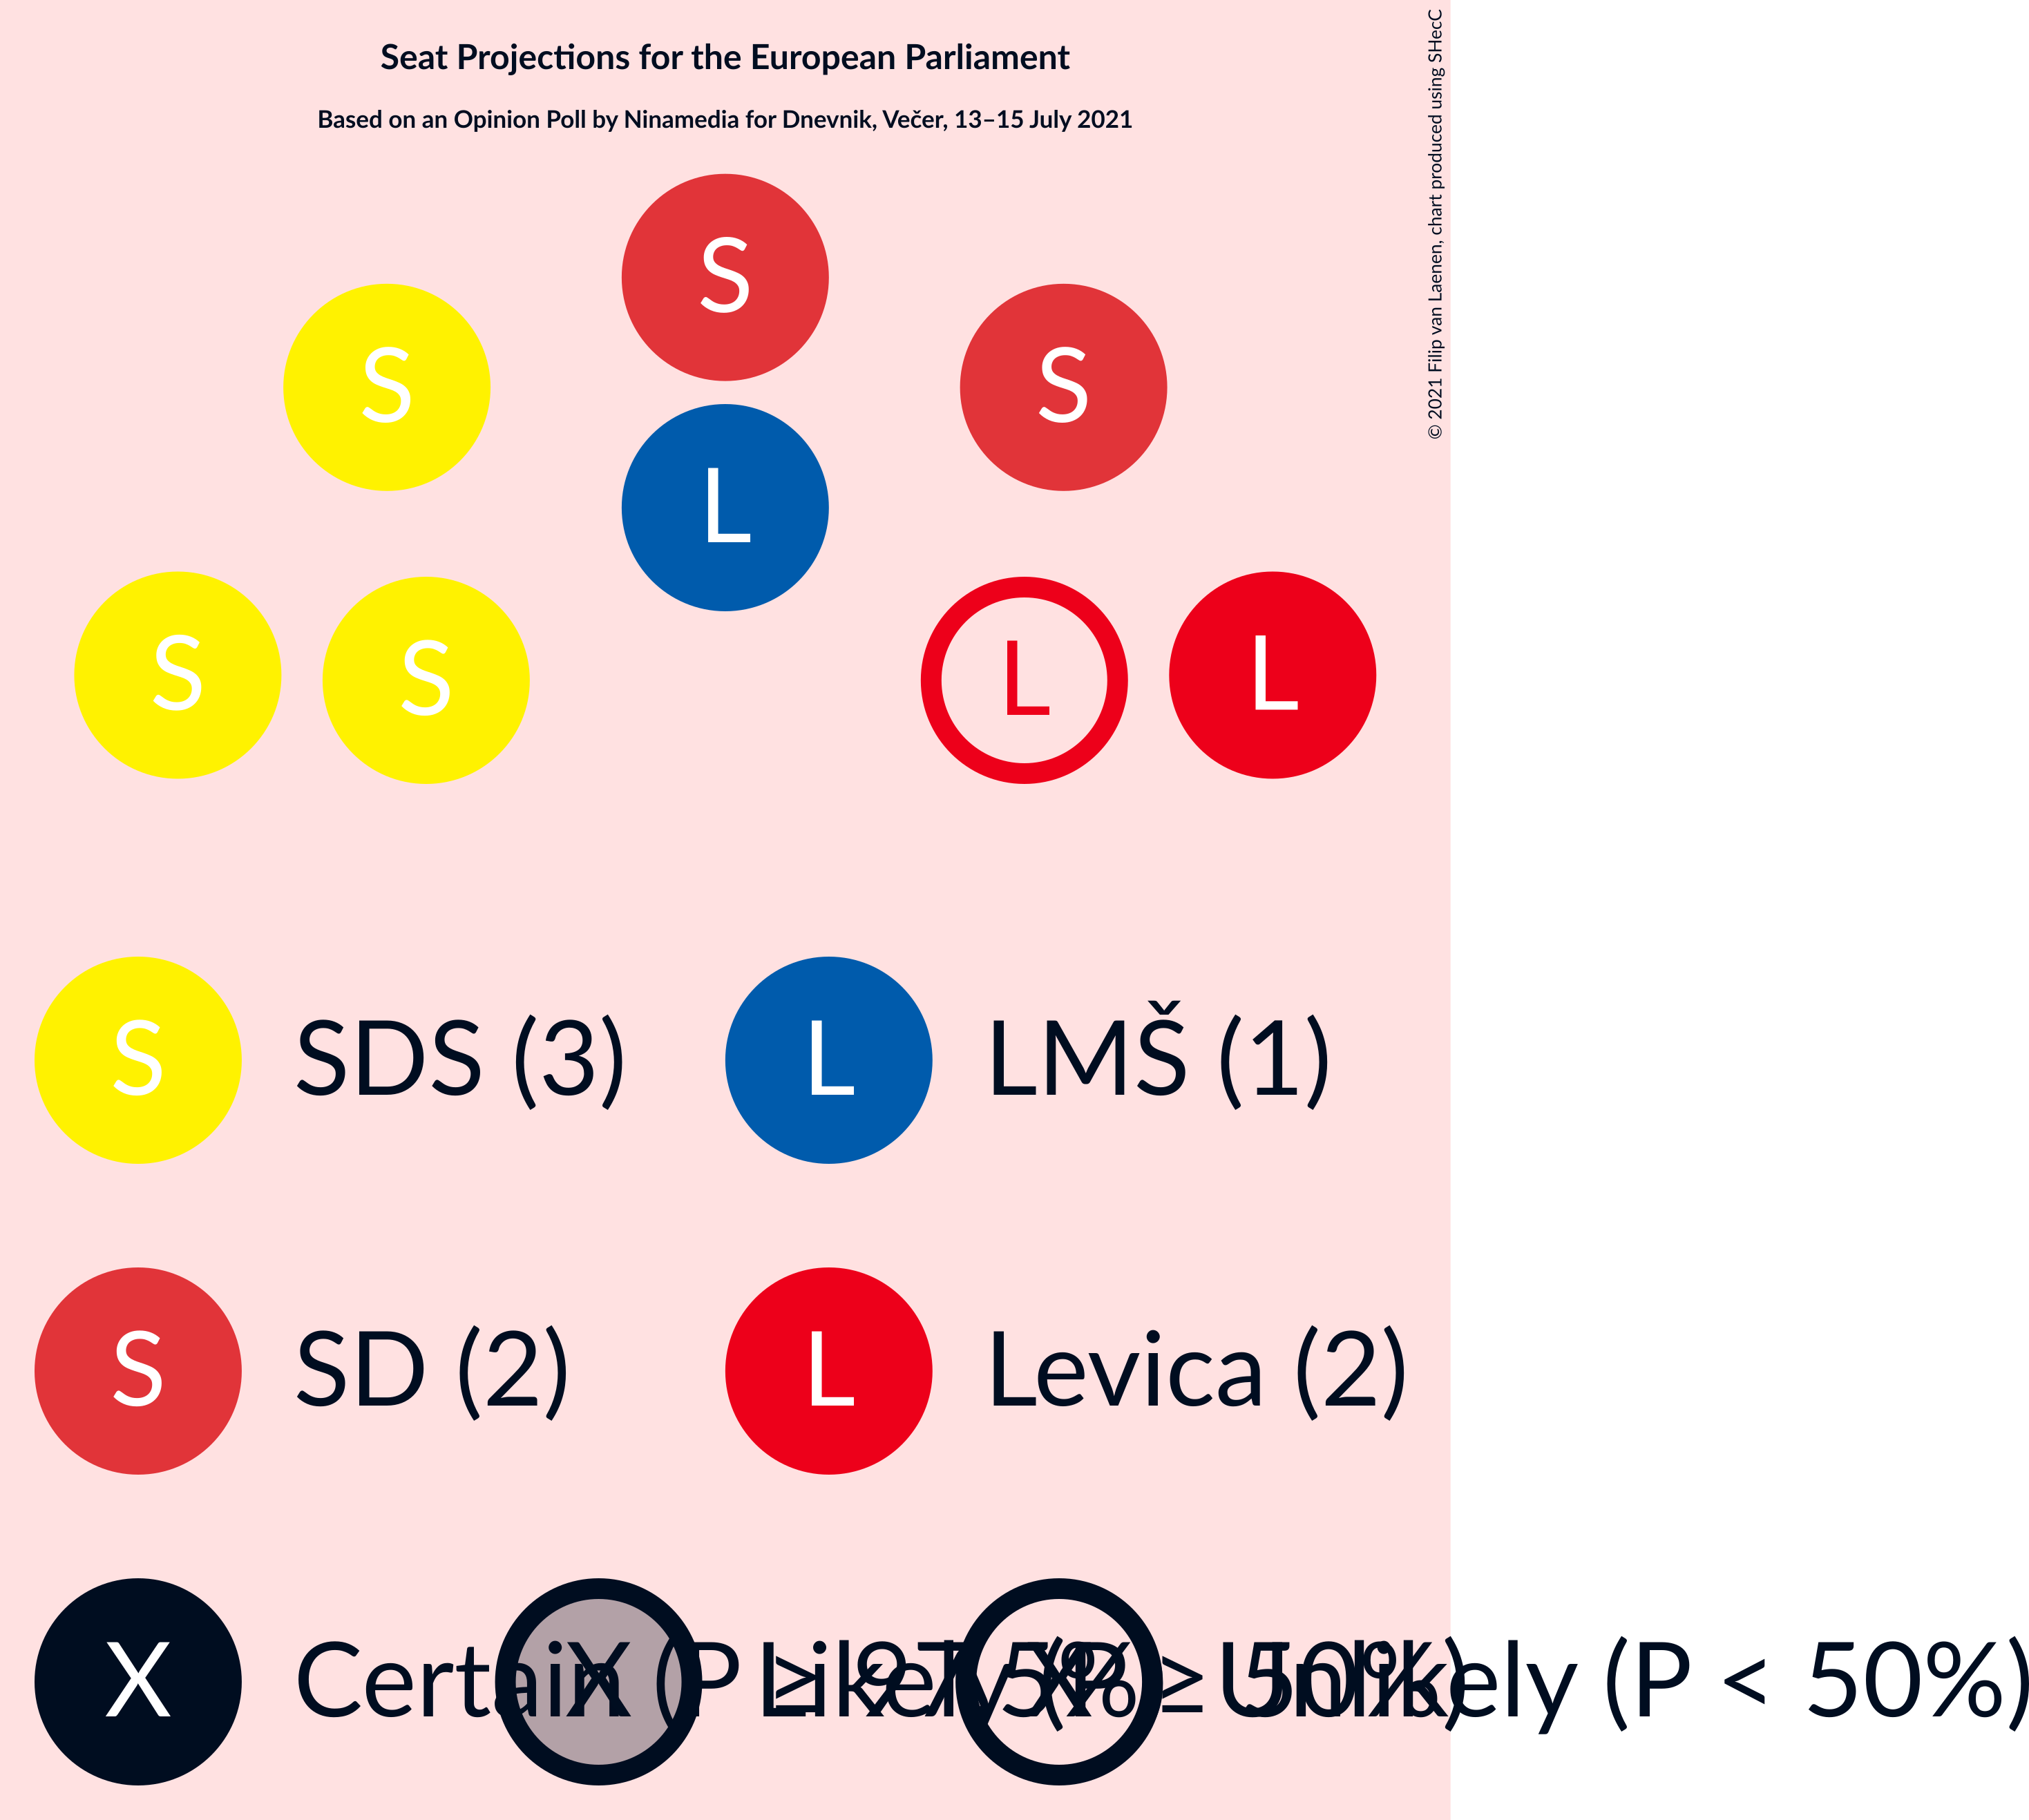 Seat Projections for the European Parliament
Based on an Opinion Poll by Ninamedia for Dnevnik, Večer, 13–15 July 2021
© 2021 Filip van Laenen, chart produced using SHecC
S
S
S
L
S
S
L
L
S SDS (3) L LMŠ (1)
S SD (2) L Levica (2)
X Certain (P ≥ 97.5%) X Likely (P ≥ 50%) X Unlikely (P < 50%)